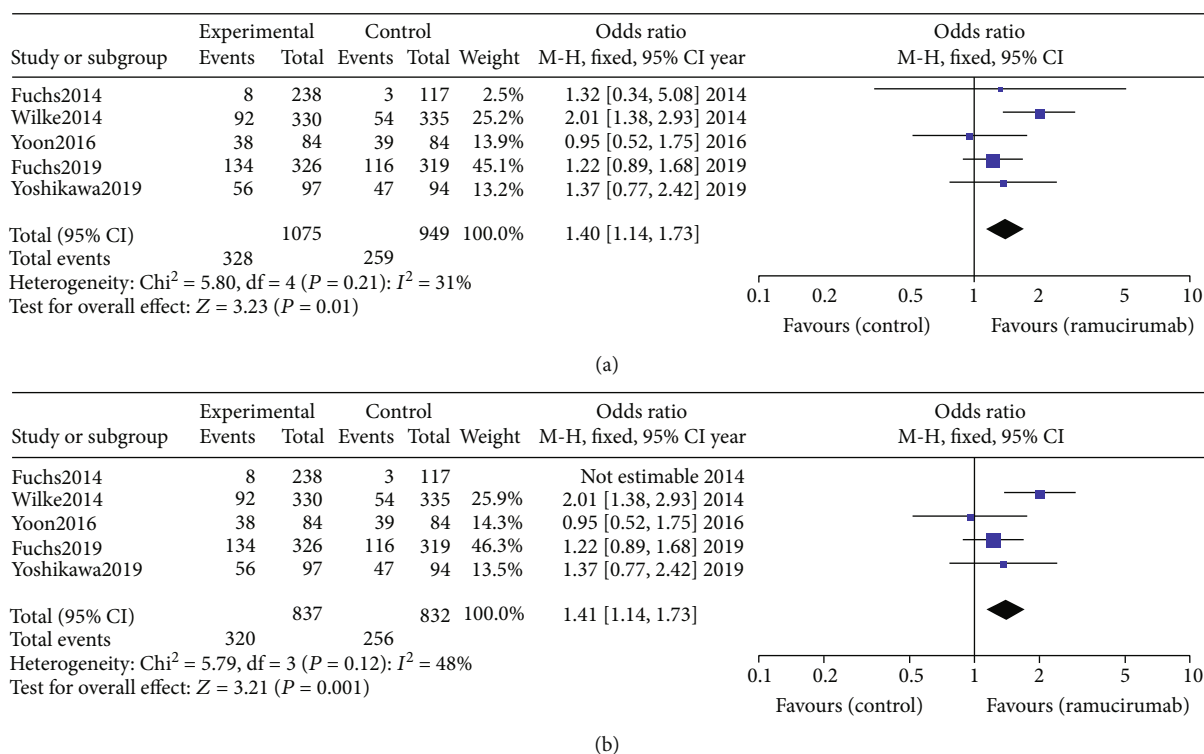 Experimental Control Odds ratio Odds ratio
Study or subgroup Events Total Events Total Weight M-H, fixed, 95% CI year M-H, fixed, 95% CI
Fuchs2014 8 238 3 117 2.5% 1.32 [0.34, 5.08] 2014
Wilke2014 92 330 54 335 25.2% 2.01 [1.38, 2.93] 2014
Yoon2016 38 84 39 84 13.9% 0.95 [0.52, 1.75] 2016
Fuchs2019 134 326 116 319 45.1% 1.22 [0.89, 1.68] 2019
Yoshikawa2019 56 97 47 94 13.2% 1.37 [0.77, 2.42] 2019
Total (95% CI) 1075 949 100.0% 1.40 [1.14, 1.73]
Total events 328 259
Heterogeneity: Chi² = 5.80, df = 4 (P = 0.21): I² = 31%
Test for overall effect: Z = 3.23 (P = 0.01)
0.1 0.2 0.5 1 2 5 10
Favours (control) Favours (ramucirumab)
(a)
Experimental Control Odds ratio Odds ratio
Study or subgroup Events Total Events Total Weight M-H, fixed, 95% CI year M-H, fixed, 95% CI
Fuchs2014 8 238 3 117 Not estimable 2014
Wilke2014 92 330 54 335 25.9% 2.01 [1.38, 2.93] 2014
Yoon2016 38 84 39 84 14.3% 0.95 [0.52, 1.75] 2016
Fuchs2019 134 326 116 319 46.3% 1.22 [0.89, 1.68] 2019
Yoshikawa2019 56 97 47 94 13.5% 1.37 [0.77, 2.42] 2019
Total (95% CI) 837 832 100.0% 1.41 [1.14, 1.73]
Total events 320 256
Heterogeneity: Chi² = 5.79, df = 3 (P = 0.12): I² = 48%
Test for overall effect: Z = 3.21 (P = 0.001)
0.1 0.2 0.5 1 2 5 10
Favours (control) Favours (ramucirumab)
(b)